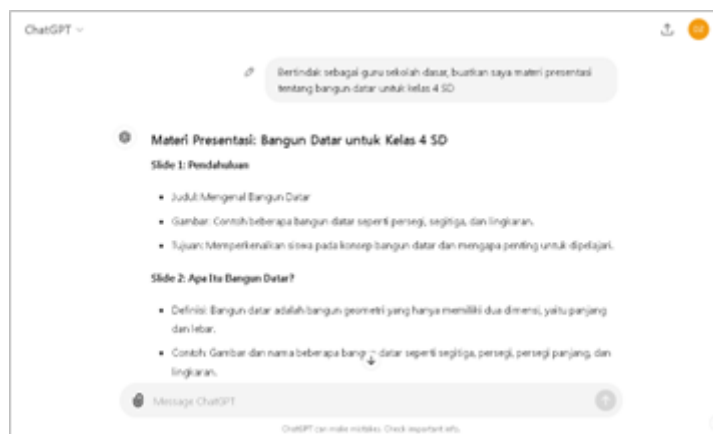 ChatGPT
DZ
Bertindak sebagai guru sekolah dasar, buatkan saya materi presentasi
tentang bangun datar untuk kelas 4 SD
Materi Presentasi: Bangun Datar untuk Kelas 4 SD
Slide 1: Pendahuluan
• Judul: Mengenal Bangun Datar
• Gambar: Contoh beberapa bangun datar seperti persegi, segitiga, dan lingkaran.
• Tujuan: Memperkenalkan siswa pada konsep bangun datar dan mengapa penting untuk dipelajari.
Slide 2: Apa Itu Bangun Datar?
• Definisi: Bangun datar adalah bangun geometri yang hanya memiliki dua dimensi, yaitu panjang
dan lebar.
• Contoh: Gambar dan nama beberapa bangun datar seperti segitiga, persegi, persegi panjang, dan
lingkaran.
Message ChatGPT
ChatGPT can make mistakes. Check important info.